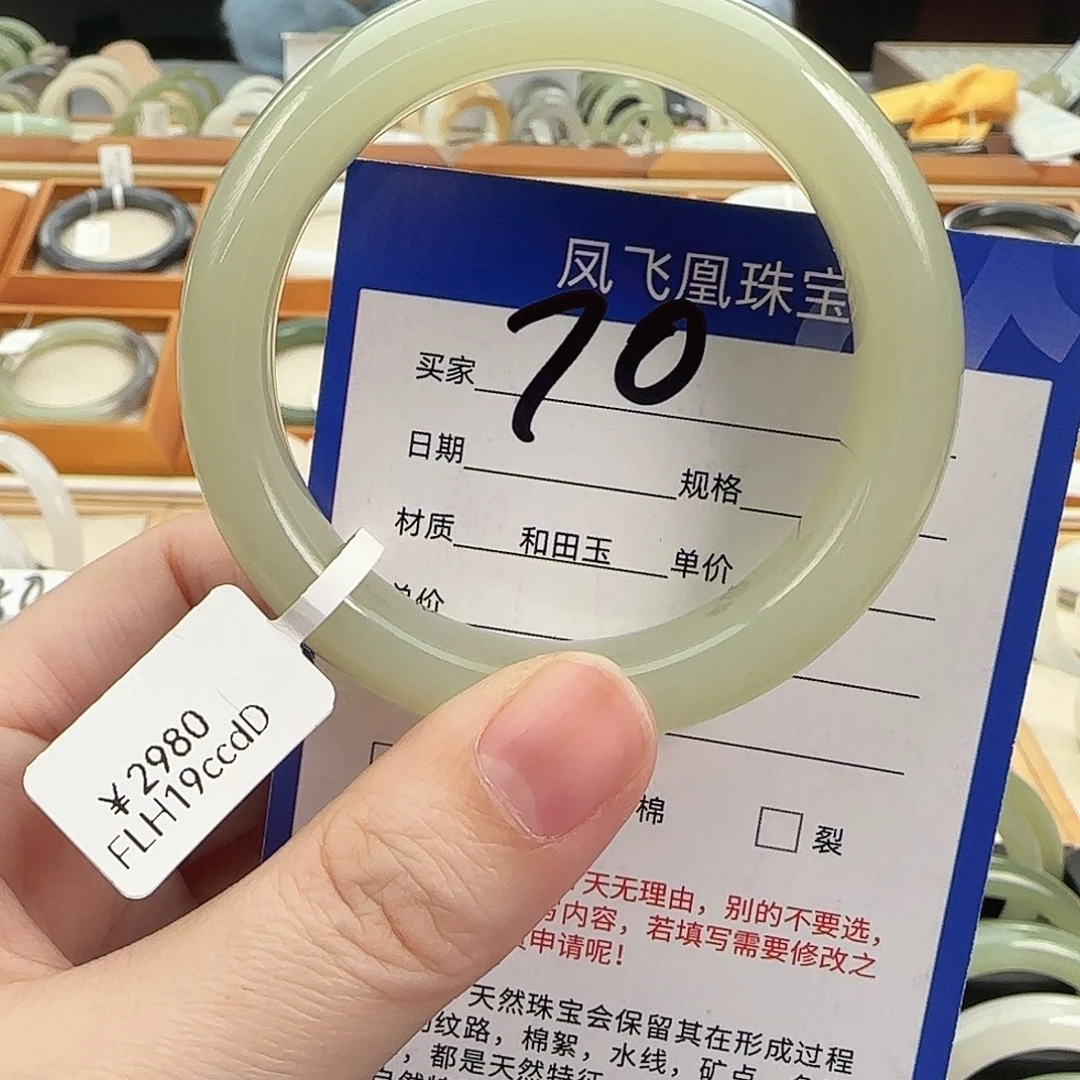 凤飞凰珠宝
70
买家
日期 规格
材质 和田玉 单价
总价
¥2980
FLH19ccdD
棉 裂
天无理由，别的不要选，
写内容，若填写需要修改之
申请呢！
天然珠宝会保留其在形成过程
纹路，棉絮，水线，矿点
，都是天然特征